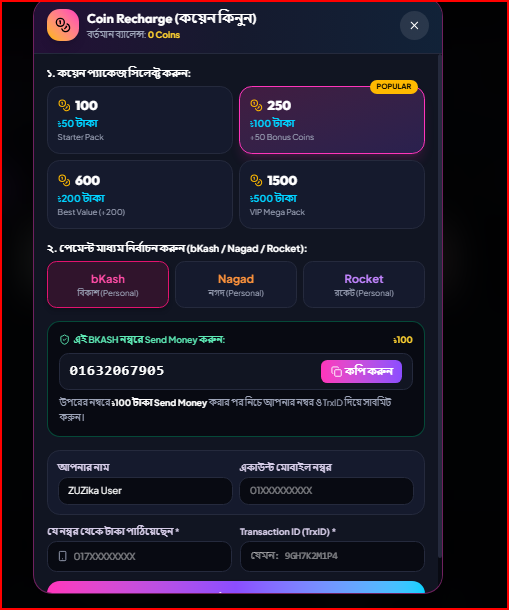 Coin Recharge (কয়েন কিনুন)
বর্তমান ব্যালেন্স: 0 Coins
১. কয়েন প্যাকেজ সিলেক্ট করুন:
100
৳50 টাকা
Starter Pack
POPULAR
250
৳100 টাকা
+50 Bonus Coins
600
৳200 টাকা
Best Value (+200)
1500
৳500 টাকা
VIP Mega Pack
২. পেমেন্ট মাধ্যম নির্বাচন করুন (bKash / Nagad / Rocket):
bKash
বিকাশ (Personal)
Nagad
নগদ (Personal)
Rocket
রকেট (Personal)
এই BKASH নম্বরে Send Money করুন:
৳100
01632067905
কপি করুন
উপরের নম্বরে ৳100 টাকা Send Money করার পর নিচে আপনার নম্বর ও TrxID দিয়ে সাবমিট
করুন।
আপনার নাম
একাউন্ট মোবাইল নম্বর
ZUZika User
01XXXXXXXXX
যে নম্বর থেকে টাকা পাঠিয়েছেন *
Transaction ID (TrxID) *
017XXXXXXXX
যেমন: 9GH7K2M1P4